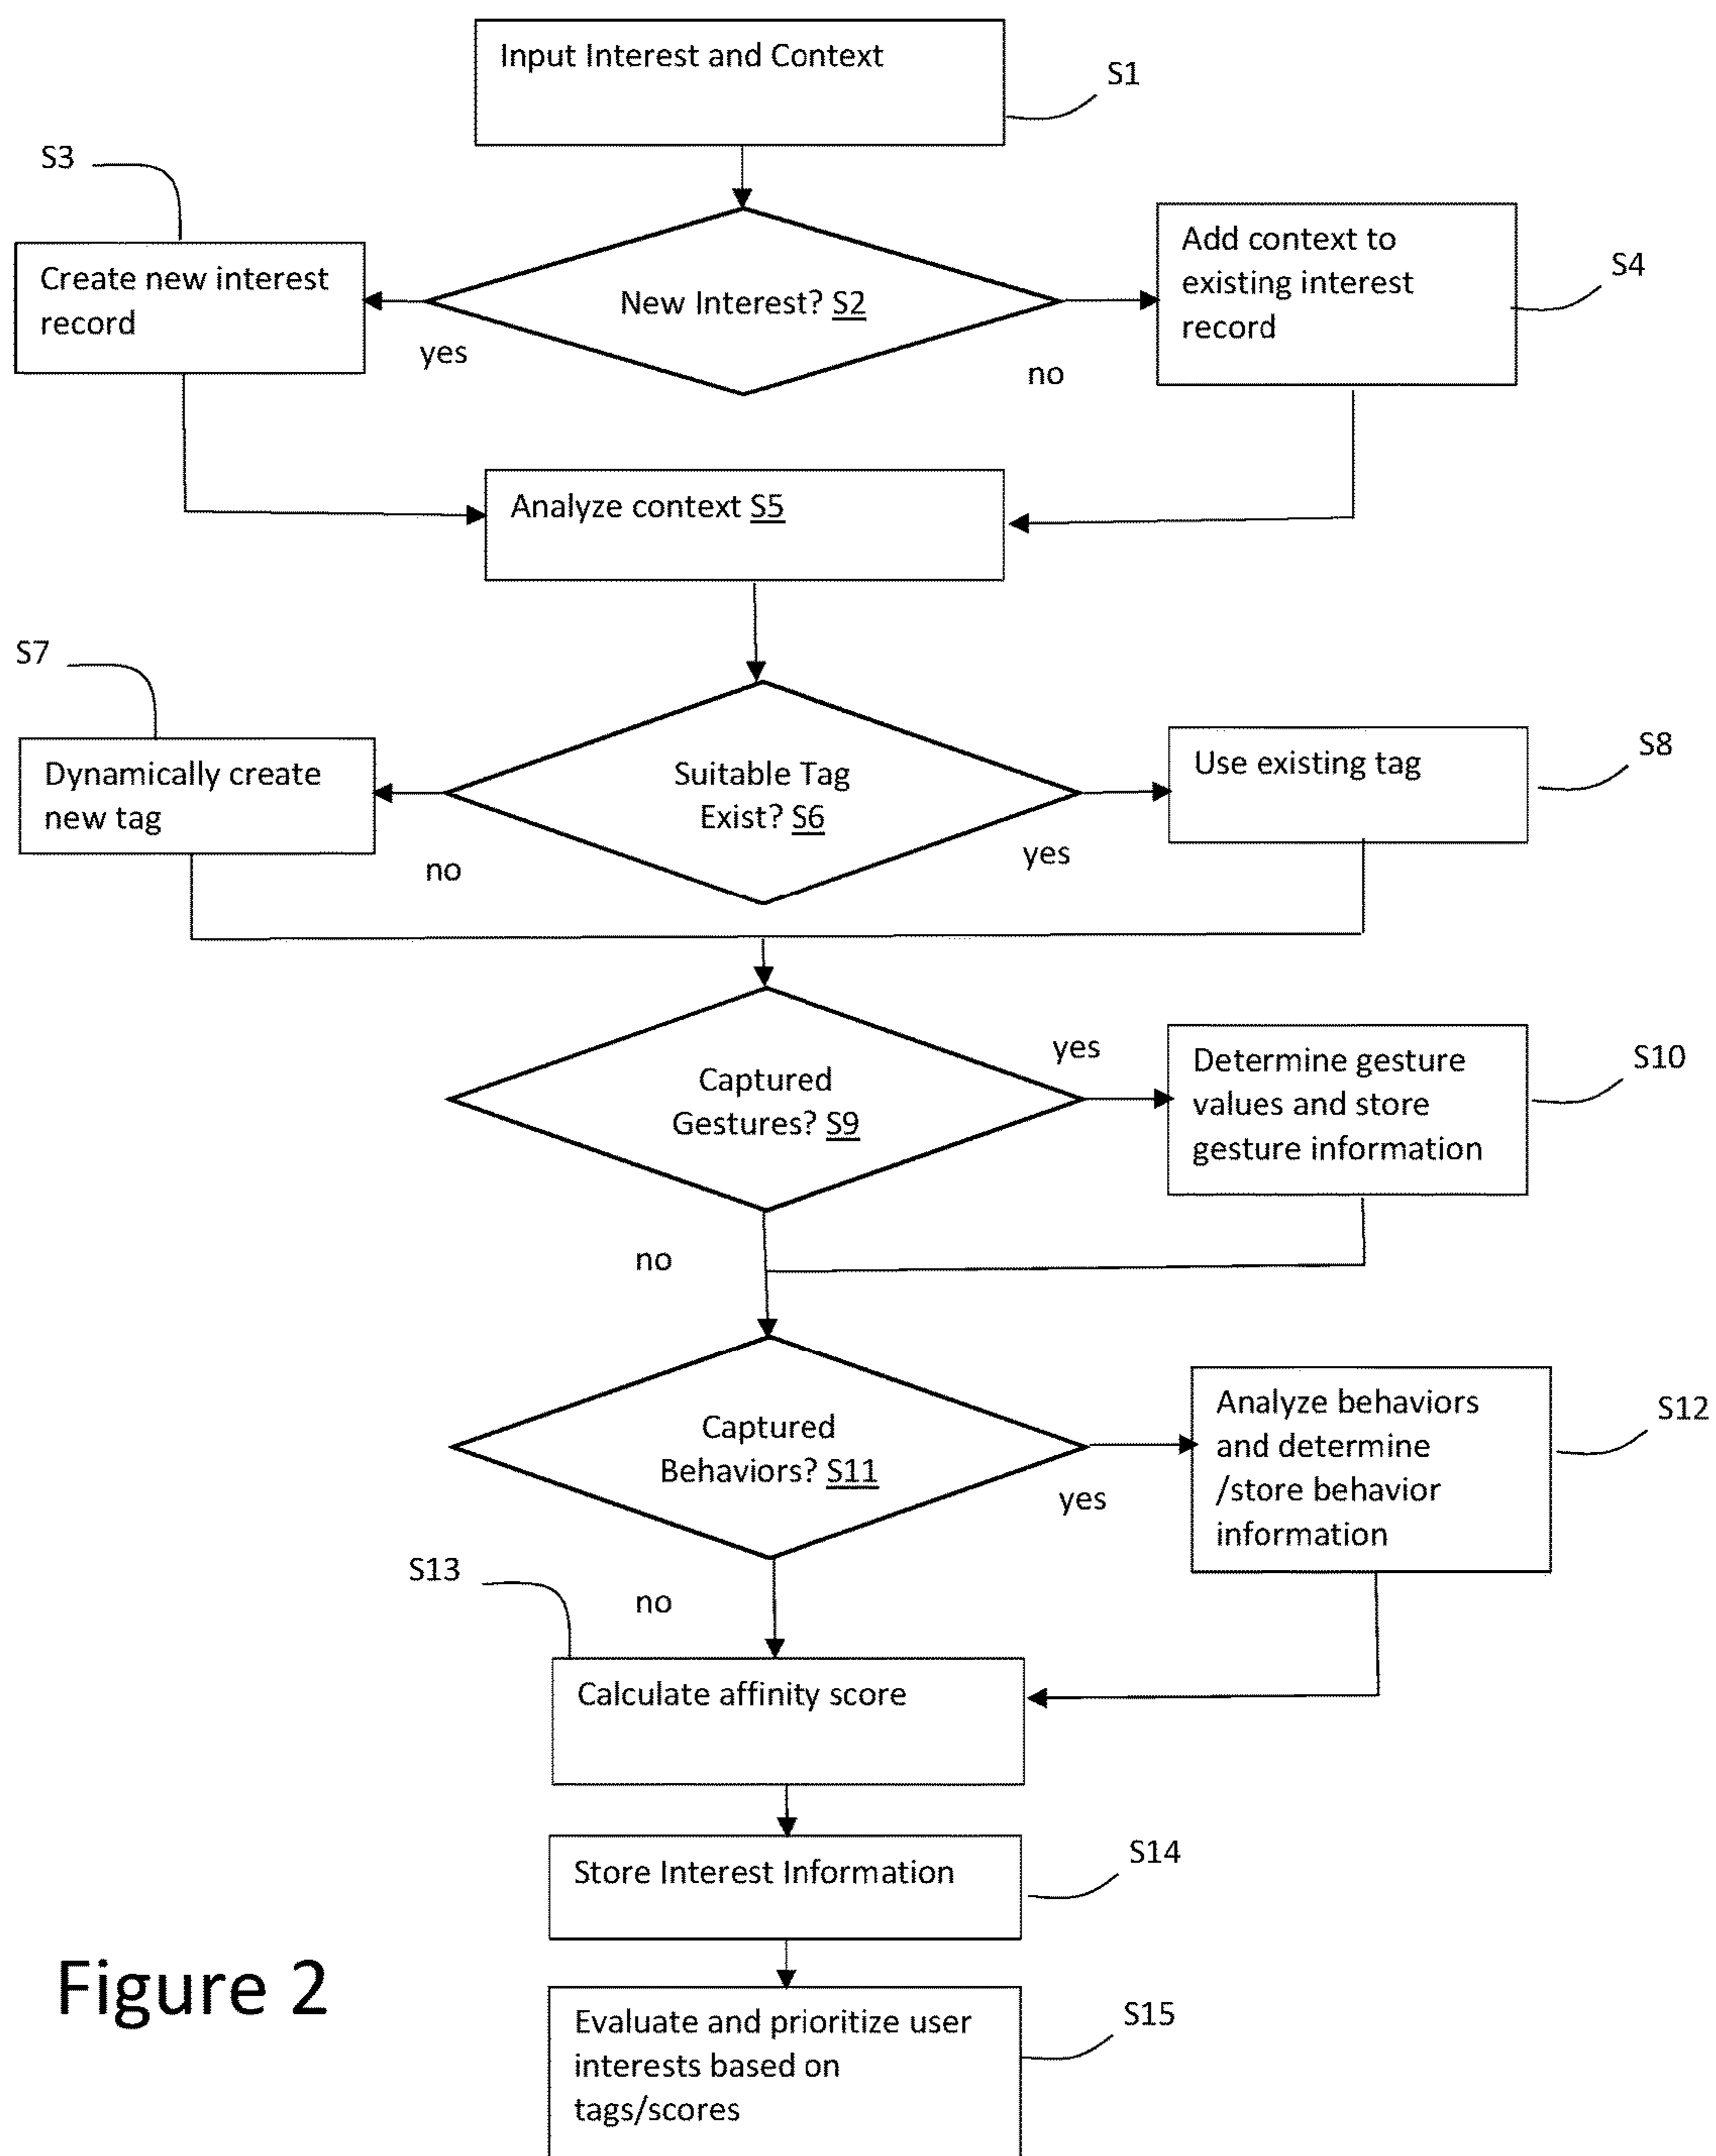 Input Interest and Context
S1
S3
Create new interest
record
New Interest? S2
Add context to
existing interest
record
S4
yes
no
Analyze context S5
S7
Dynamically create
new tag
Suitable Tag
Exist? S6
Use existing tag
S8
no
yes
Captured
Gestures? S9
yes
Determine gesture
values and store
gesture information
S10
no
Captured
Behaviors? S11
yes
Analyze behaviors
and determine
/store behavior
information
S12
S13
no
Calculate affinity score
Store Interest Information
S14
Figure 2
Evaluate and prioritize user
interests based on
tags/scores
S15